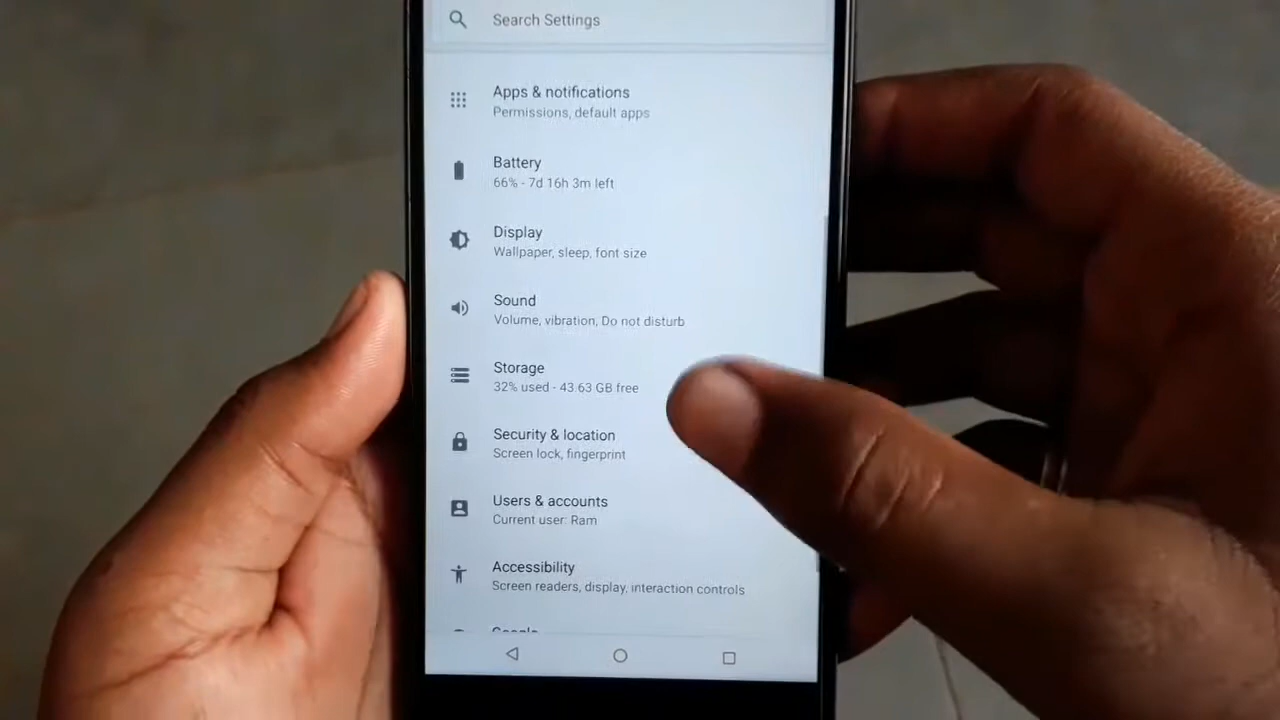 Search Settings
Apps & notifications
Permissions, default apps
Battery
66% - 7d 16h 3m left
Display
Wallpaper, sleep, font size
Sound
Volume, vibration, Do not disturb
Storage
32% used - 43 63 GB free
Security & location
Screen lock, fingerprint
Users & accounts
Current user: Ram
Accessibility
Screen readers, display, interaction controls